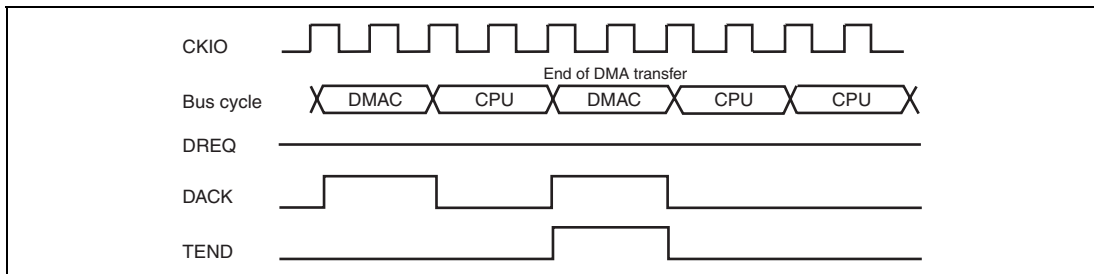 CKIO
End of DMA transfer
Bus cycle DMAC CPU DMAC CPU CPU
DREQ
DACK
TEND